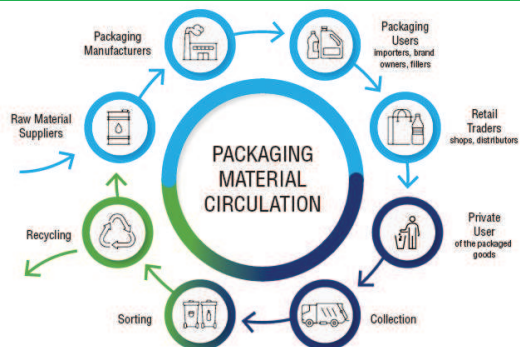 PACKAGING
MATERIAL
CIRCULATION
Raw Material
Suppliers
Packaging
Manufacturers
Packaging
Users
importers, brand
owners, fillers
Retail
Traders
shops, distributors
Private
User
of the packaged
goods
Collection
Sorting
Recycling